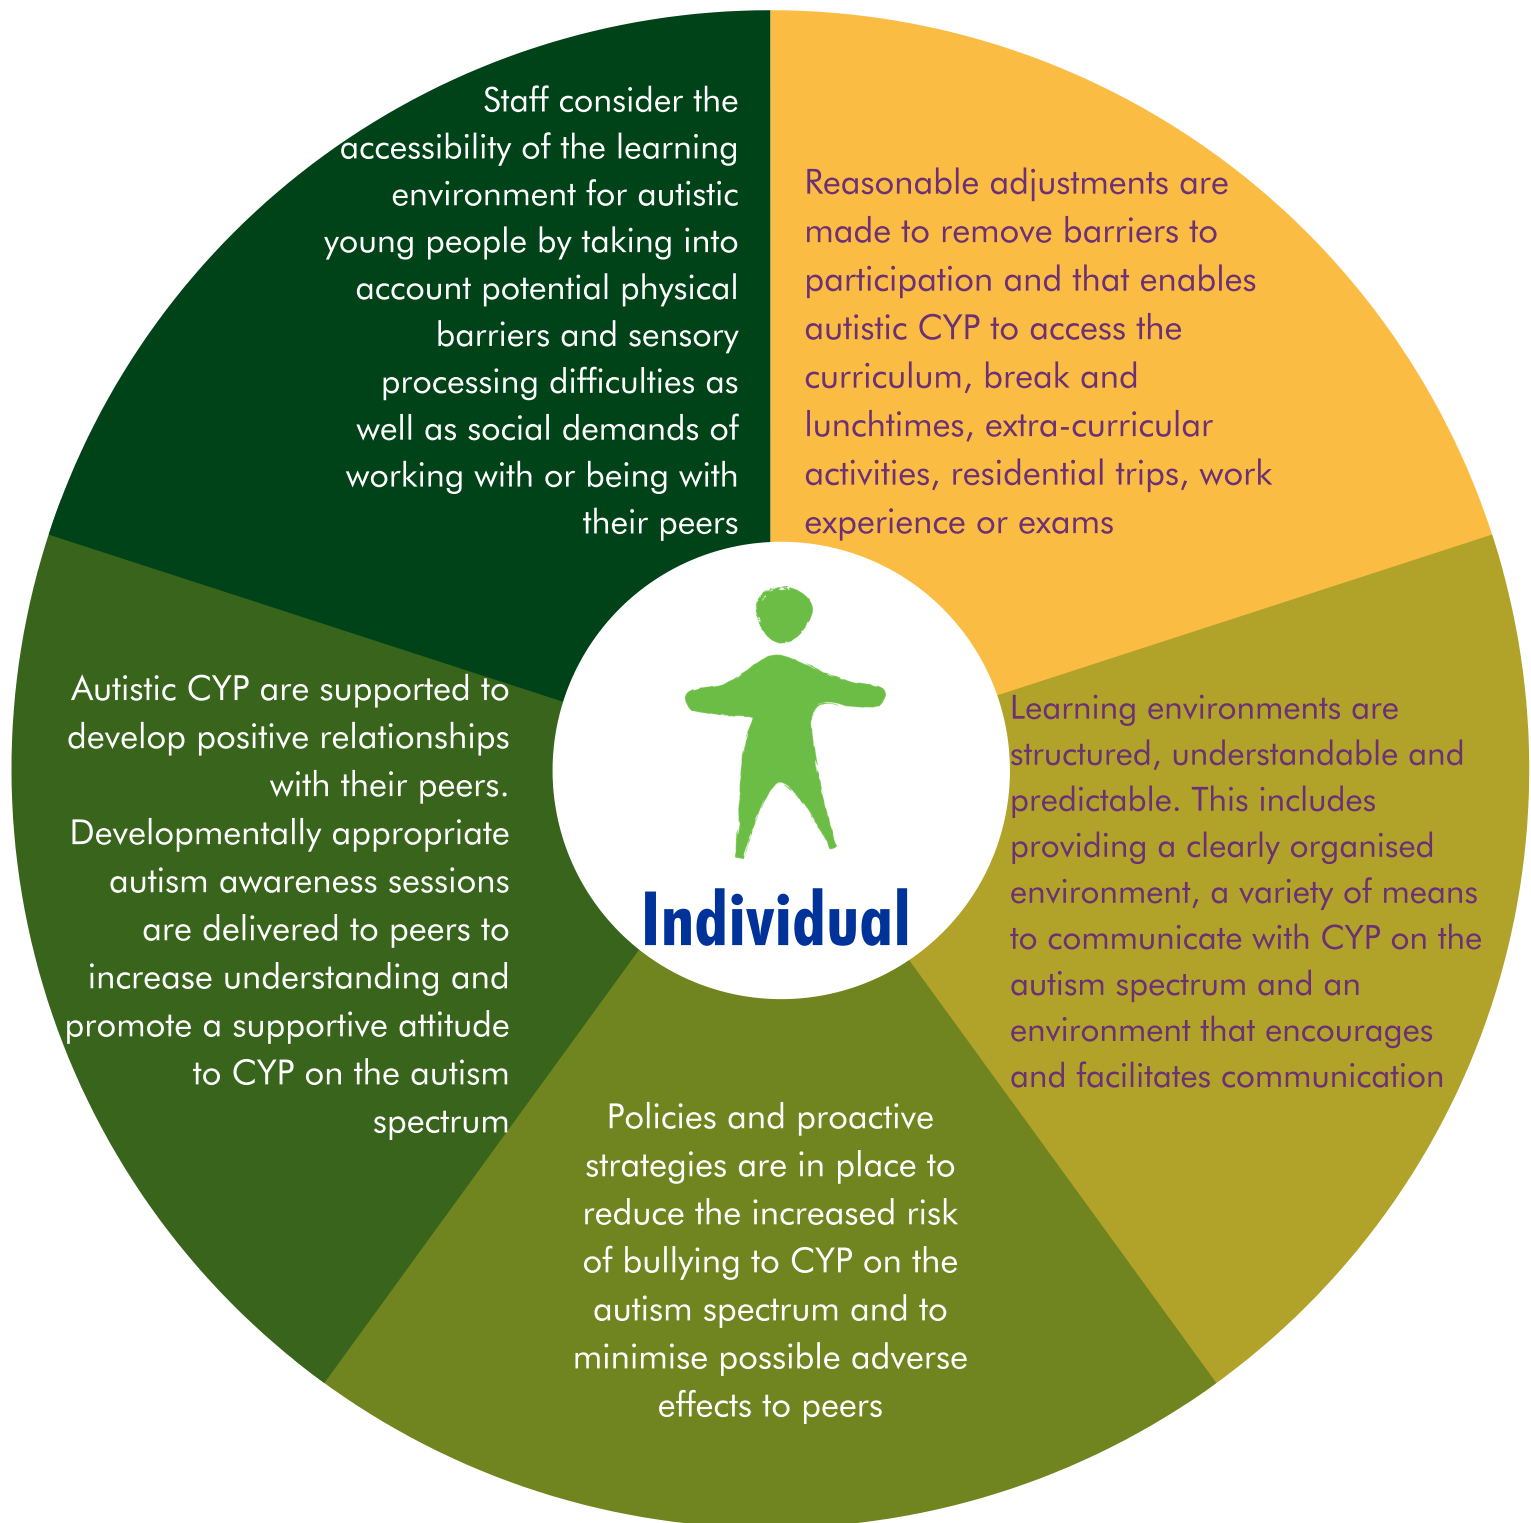 Staff consider the
accessibility of the learning
environment for autistic
young people by taking into
account potential physical
barriers and sensory
processing difficulties as
well as social demands of
working with or being with
their peers
Reasonable adjustments are
made to remove barriers to
participation and that enables
autistic CYP to access the
curriculum, break and
lunchtimes, extra-curricular
activities, residential trips, work
experience or exams
Learning environments are
structured, understandable and
predictable. This includes
providing a clearly organised
environment, a variety of means
to communicate with CYP on the
autism spectrum and an
environment that encourages
and facilitates communication
Policies and proactive
strategies are in place to
reduce the increased risk
of bullying to CYP on the
autism spectrum and to
minimise possible adverse
effects to peers
Autistic CYP are supported to
develop positive relationships
with their peers.
Developmentally appropriate
autism awareness sessions
are delivered to peers to
increase understanding and
promote a supportive attitude
to CYP on the autism
spectrum
Individual